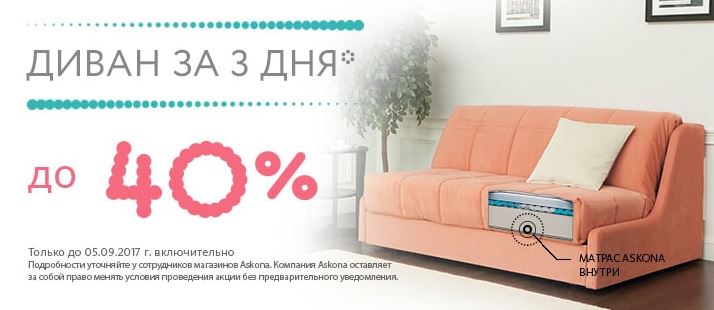 ДИВАН ЗА 3 ДНЯ*
ДО 40%
Только до 05.09.2017 г. включительно
Подробности уточняйте у сотрудников магазинов Askona. Компания Askona оставляет
за собой право менять условия проведения акции без предварительного уведомления.
МАТРАС ASKONA
ВНУТРИ